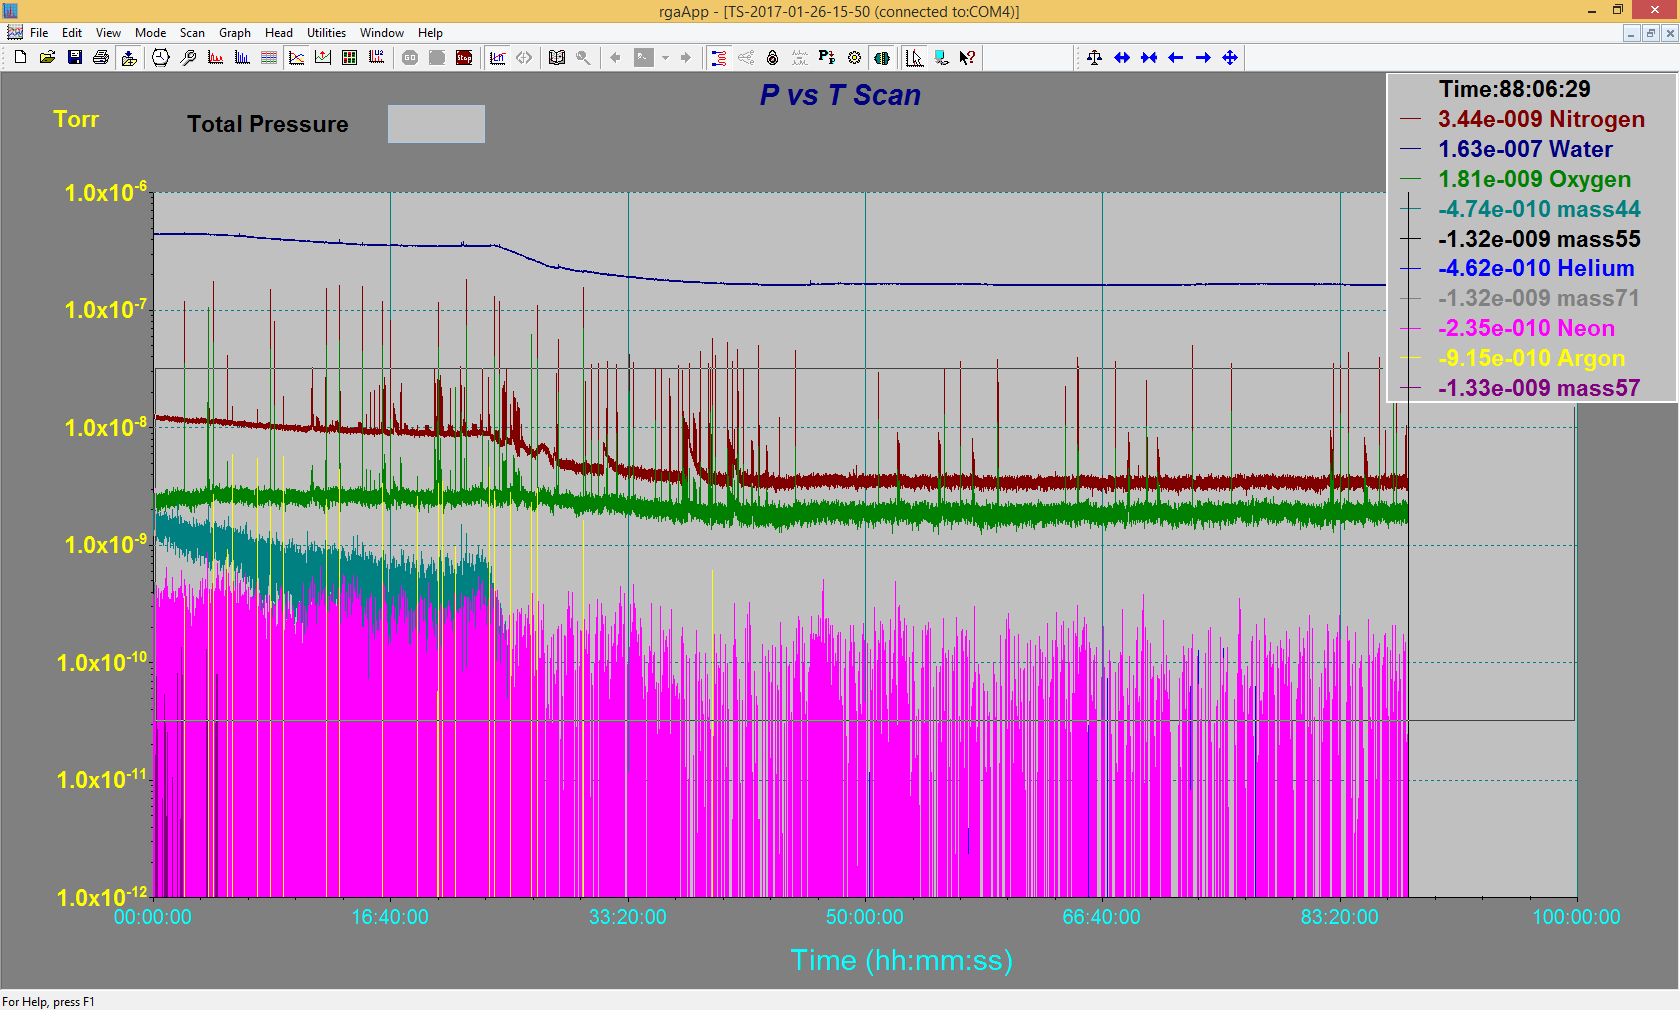 rgaApp - [TS-2017-01-26-15-50 (connected to:COM4)]
File Edit View Mode Scan Graph Head Utilities Window Help
GO Stop
P vs T Scan
Torr
Total Pressure
Time:88:06:29
3.44e-009 Nitrogen
1.63e-007 Water
1.81e-009 Oxygen
-4.74e-010 mass44
-1.32e-009 mass55
-4.62e-010 Helium
-1.32e-009 mass71
-2.35e-010 Neon
-9.15e-010 Argon
-1.33e-009 mass57
1.0x10⁻⁶
1.0x10⁻⁷
1.0x10⁻⁸
1.0x10⁻⁹
1.0x10⁻¹⁰
1.0x10⁻¹¹
1.0x10⁻¹²
00:00:00 16:40:00 33:20:00 50:00:00 66:40:00 83:20:00 100:00:00
Time (hh:mm:ss)
For Help, press F1